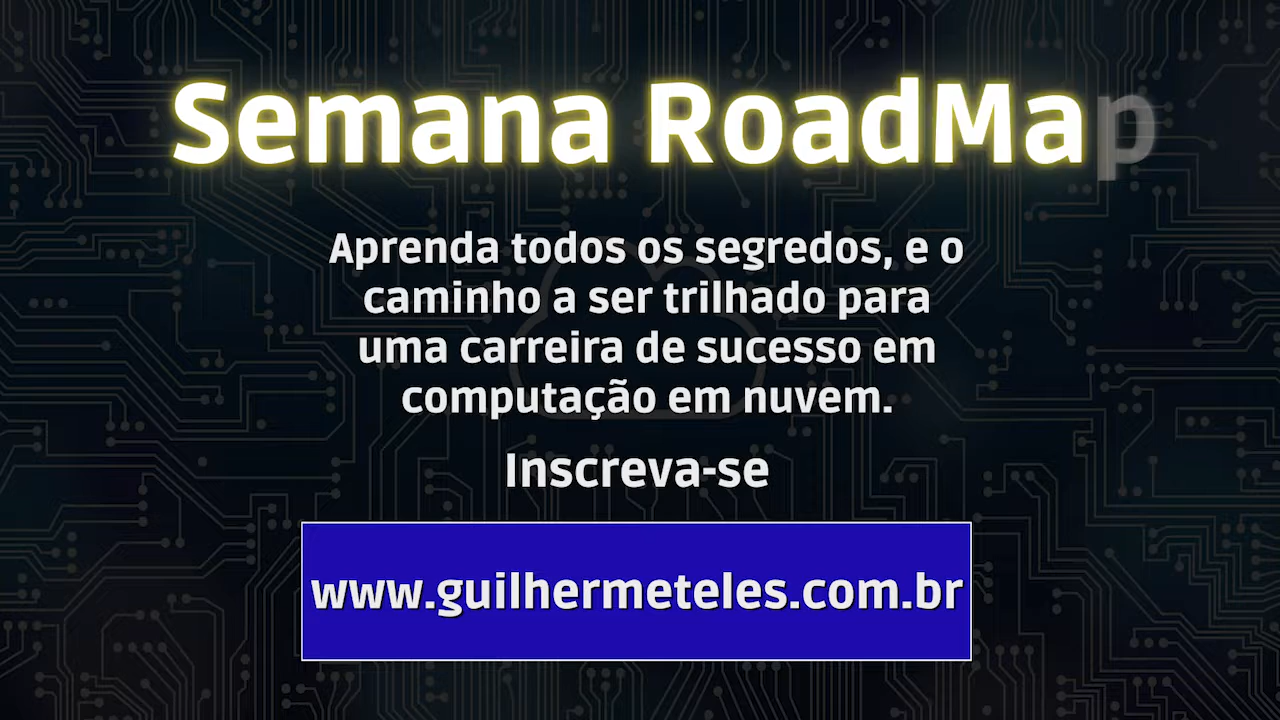 Semana RoadMap
Aprenda todos os segredos, e o
caminho a ser trilhado para
uma carreira de sucesso em
computação em nuvem.
Inscreva-se
www.guilhermeteles.com.br